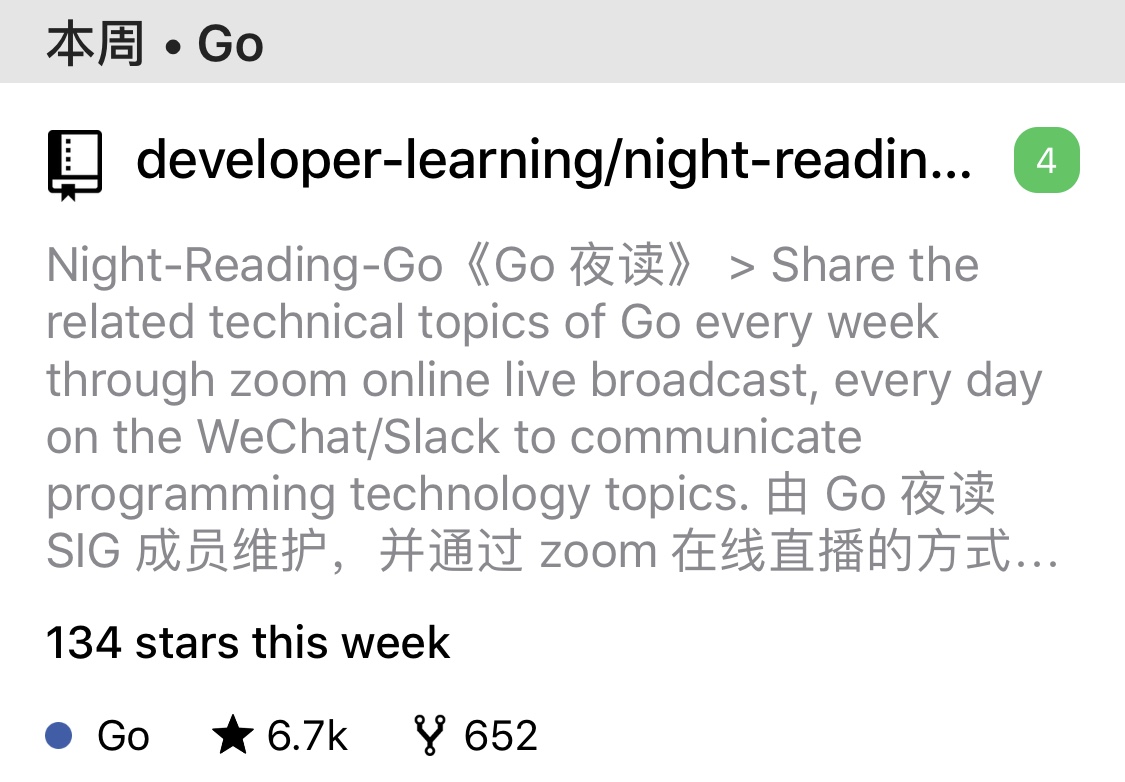 本周 • Go
developer-learning/night-readin...
4
Night-Reading-Go《Go 夜读》 > Share the
related technical topics of Go every week
through zoom online live broadcast, every day
on the WeChat/Slack to communicate
programming technology topics. 由 Go 夜读
SIG 成员维护，并通过 zoom 在线直播的方式...
134 stars this week
Go 6.7k 652